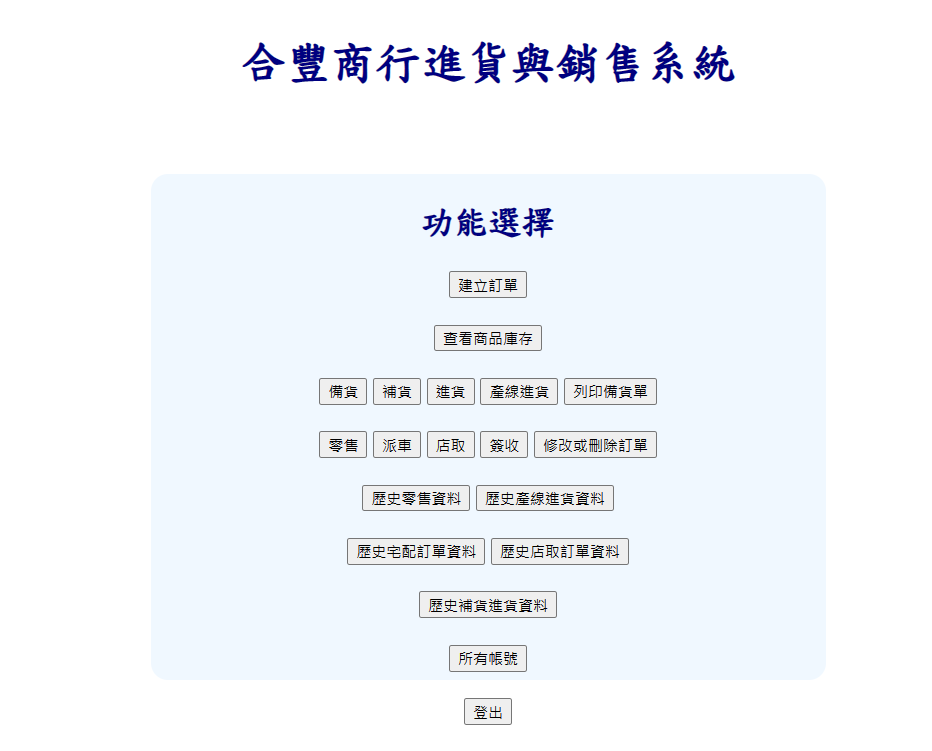 合豐商行進貨與銷售系統
功能選擇
建立訂單
查看商品庫存
備貨 補貨 進貨 產線進貨 列印備貨單
零售 派車 店取 簽收 修改或刪除訂單
歷史零售資料 歷史產線進貨資料
歷史宅配訂單資料 歷史店取訂單資料
歷史補貨進貨資料
所有帳號
登出